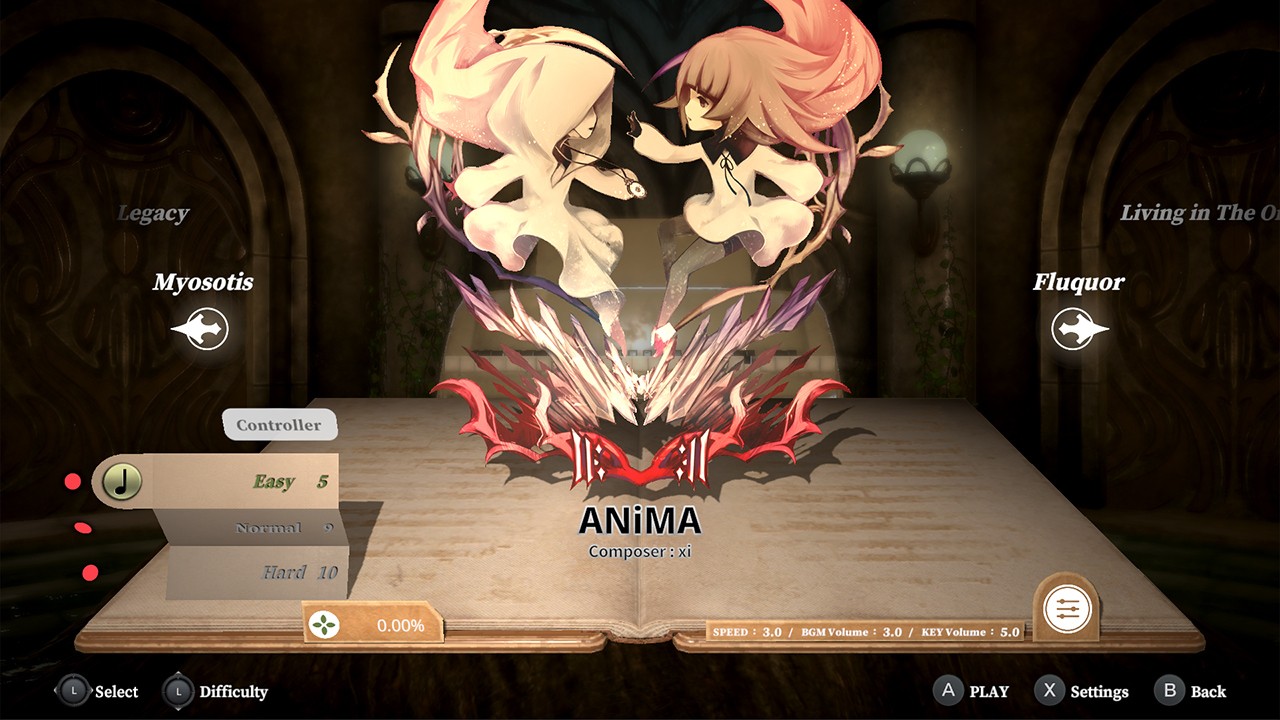 Legacy
Living in The O
Myosotis
Fluquor
Controller
Easy 5
Normal 9
Hard 10
ANiMA
Composer : xi
0.00%
SPEED : 3.0 / BGM Volume : 3.0 / KEY Volume : 5.0
L Select
L Difficulty
A PLAY
X Settings
B Back